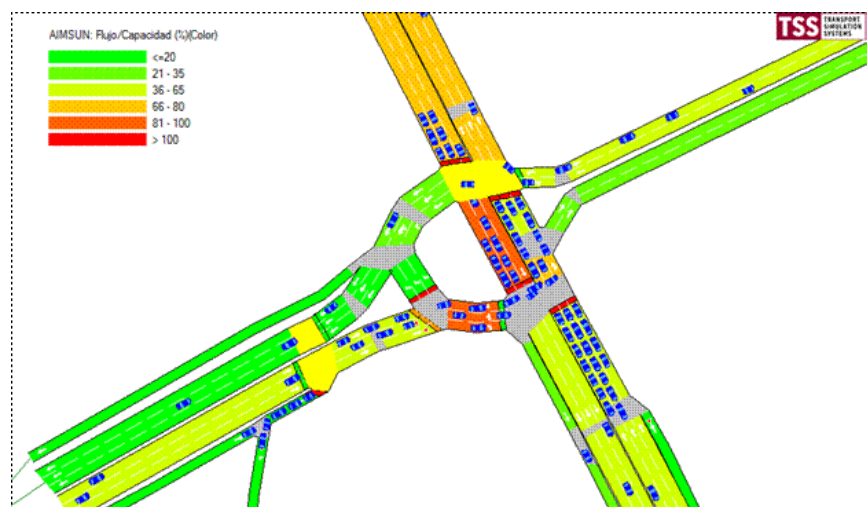 AIMSUN: Flujo/Capacidad (%)(Color)
<=20
21 - 35
36 - 65
66 - 80
81 - 100
> 100
TSS TRANSPORT
SIMULATION
SYSTEMS